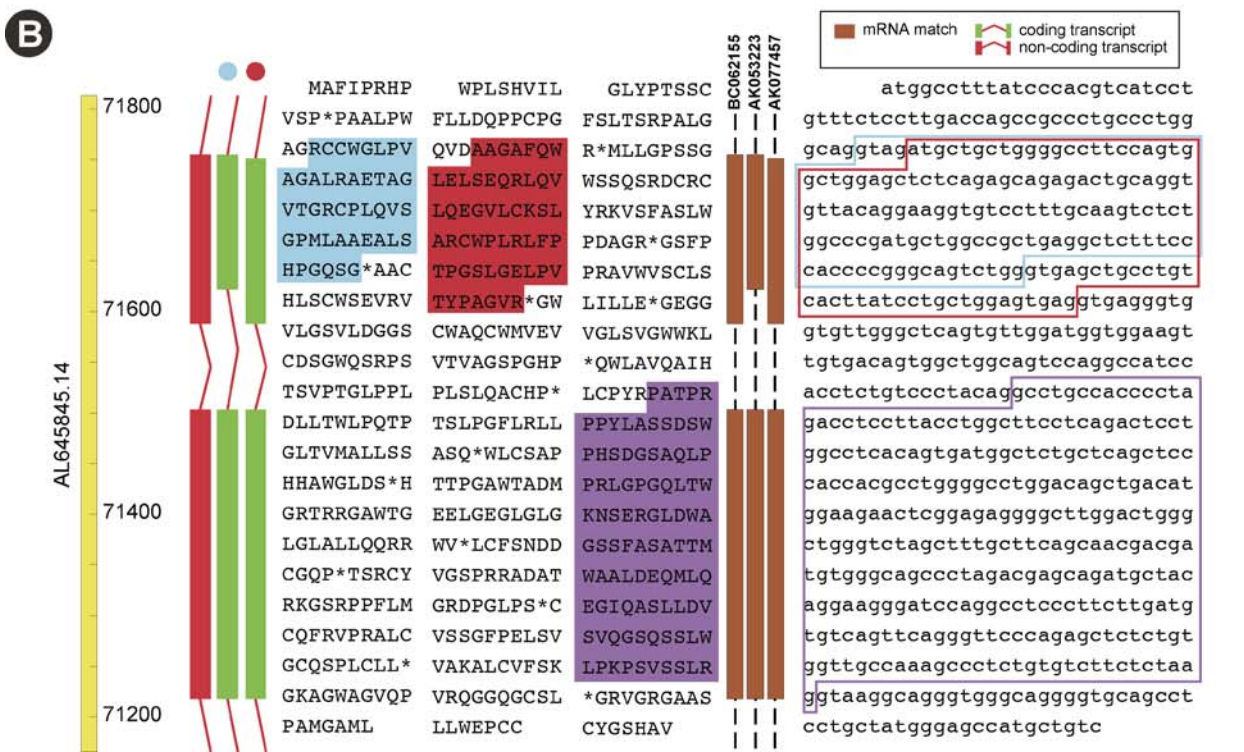 B
mRNA match
coding transcript
non-coding transcript
BC062155
AK053223
AK077457
AL645845.14
71800
71600
71400
71200
MAFIPRHP WPLSHVIL GLYPTSSC atggcctttatcccacgtcatcct
VSP*PAALPW FLLDQPPCPG FSLTSRPALG gtttctccttgaccagccgccctgccctgg
AGRCCWGLPV QVDAAGAFQW R*MLLGPSSG gcaggtagatgctgctggggccttccagtg
AGALRAETAG LELSEQRLQV WSSQSRDCRC gctggagctctcagagcagagactgcaggt
VTGRCPLQVS LQEGVLCKSL YRKVSFASLW gttacaggaaggtgtcctttgcaagtctct
GPMLAAEALS ARCWPLRLFP PDAGR*GSFP ggcccgatgctggccgctgaggctctttcc
HPGQSG*AAC TPGSLGELPV PRAVWVSCLS caccccgggcagtctgggtgagctgcctgt
HLSCWSEVRV TYPAGVR*GW LILLE*GEGG cacttatcctgctggagtgaggtgagggtg
VLGSVLDGGS CWAQCWMVEV VGLSVGWWKL gtgttgggctcagtgttggatggtggaagt
CDSGWQSRPS VTVAGSPGHP *QWLAVQAIH tgtgacagtggctggcagtccaggccatcc
TSVPTGLPPL PLSLQACHP* LCPYRPATPR acctctgtccctacaggcctgccaccccta
DLLTWLPQTP TSLPGFLRLL PPYLASSDSW gacctccttacctggcttcctcagactcct
GLTVMALLSS ASQ*WLCSAP PHSDGSAQLP ggcctcacagtgatggctctgctcagctcc
HHAWGLDS*H TTPGAWTADM PRLGPGQLTW caccacgcctggggcctggacagctgacat
GRTRRGAWTG EELGEGLGLG KNSERGLDWA ggaagaactcggagaggggcttggactggg
LGLALLQQRR WV*LCFSNDD GSSFASATTM ctgggtctagctttgcttcagcaacgacga
CGQP*TSRCY VGSPRRADAT WAALDEQMLQ tgtgggcagccctagacgagcagatgctac
RKGSRPPFLM GRDPGLPS*C EGIQASLLDV aggaagggatccaggcctcccttcttgatg
CQFRVPRALC VSSGFPELSV SVQGSQSSLW tgtcagttcagggttcccagagctctctgt
GCQSPLCLL* VAKALCVFSK LPKPSVSSLR ggttgccaaagccctctgtgtcttctctaa
GKAGWAGVQP VRQGGQGCSL *GRVGRGAAS ggtaaggcagggtgggcaggggtgcagcct
PAMGAML LLWEPCC CYGSHAV cctgctatgggagccatgctgtc